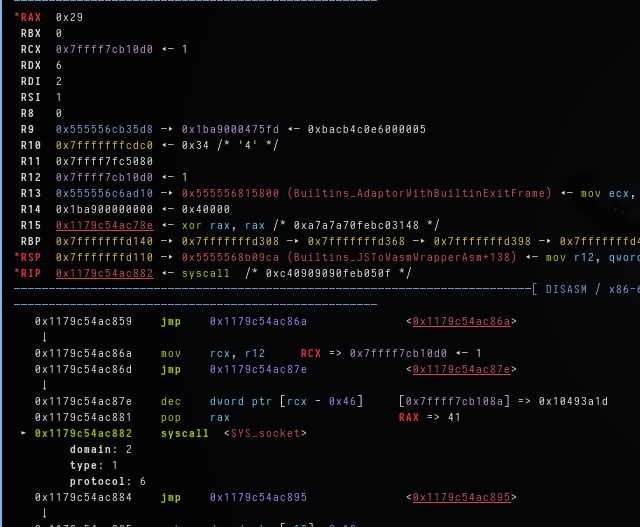 *RAX  0x29
RBX  0
RCX  0x7ffff7cb10d0 ◂— 1
RDX  6
RDI  2
RSI  1
R8   0
R9   0x555556cb35d8 —▸ 0x1ba9000475fd ◂— 0xbacb4c0e6000005
R10  0x7fffffffcdc0 ◂— 0x34 /* '4' */
R11  0x7ffff7fc5080
R12  0x7ffff7cb10d0 ◂— 1
R13  0x555556c6ad10 —▸ 0x555556815800 (Builtins_AdaptorWithBuiltinExitFrame) ◂— mov ecx,
R14  0x1ba900000000 ◂— 0x40000
R15  0x1179c54ac78e ◂— xor rax, rax /* 0xa7a7a70febc03148 */
RBP  0x7fffffffd140 —▸ 0x7fffffffd308 —▸ 0x7fffffffd368 —▸ 0x7fffffffd398 —▸ 0x7fffffffd4
*RSP  0x7fffffffd110 —▸ 0x5555568b09ca (Builtins_JSToWasmWrapperAsm+138) ◂— mov r12, qword
*RIP  0x1179c54ac882 ◂— syscall  /* 0xc40909090feb050f */
[ DISASM / x86-6
0x1179c54ac859    jmp    0x1179c54ac86a    <0x1179c54ac86a>
↓
0x1179c54ac86a    mov    rcx, r12    RCX => 0x7ffff7cb10d0 ◂— 1
0x1179c54ac86d    jmp    0x1179c54ac87e    <0x1179c54ac87e>
↓
0x1179c54ac87e    dec    dword ptr [rcx - 0x46]    [0x7ffff7cb108a] => 0x10493a1d
0x1179c54ac881    pop    rax    RAX => 41
► 0x1179c54ac882    syscall  <SYS_socket>
domain: 2
type: 1
protocol: 6
0x1179c54ac884    jmp    0x1179c54ac895    <0x1179c54ac895>
↓